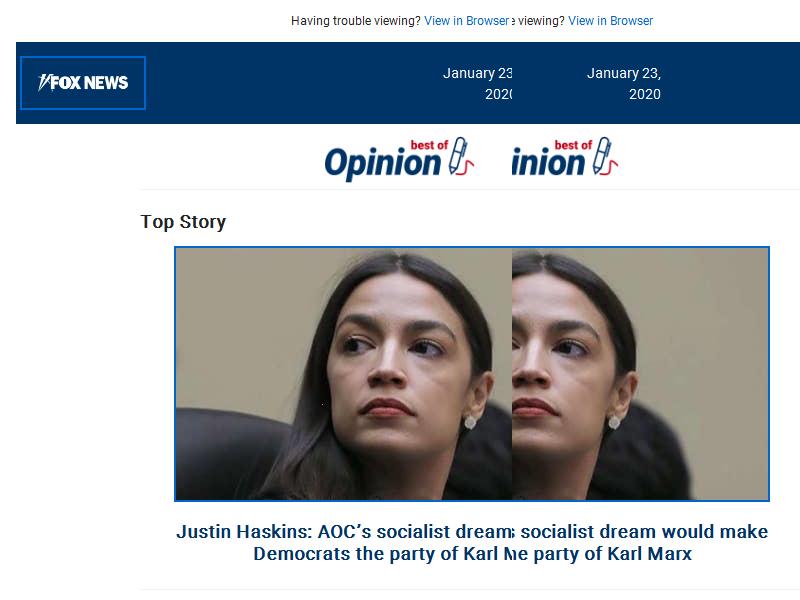 Having trouble viewing? View in Browser e viewing? View in Browser
FOX NEWS
January 23 January 23,
2020 2020
best of best of
Opinion inion
Top Story
Justin Haskins: AOC's socialist dream s socialist dream would make
Democrats the party of Karl M e party of Karl Marx